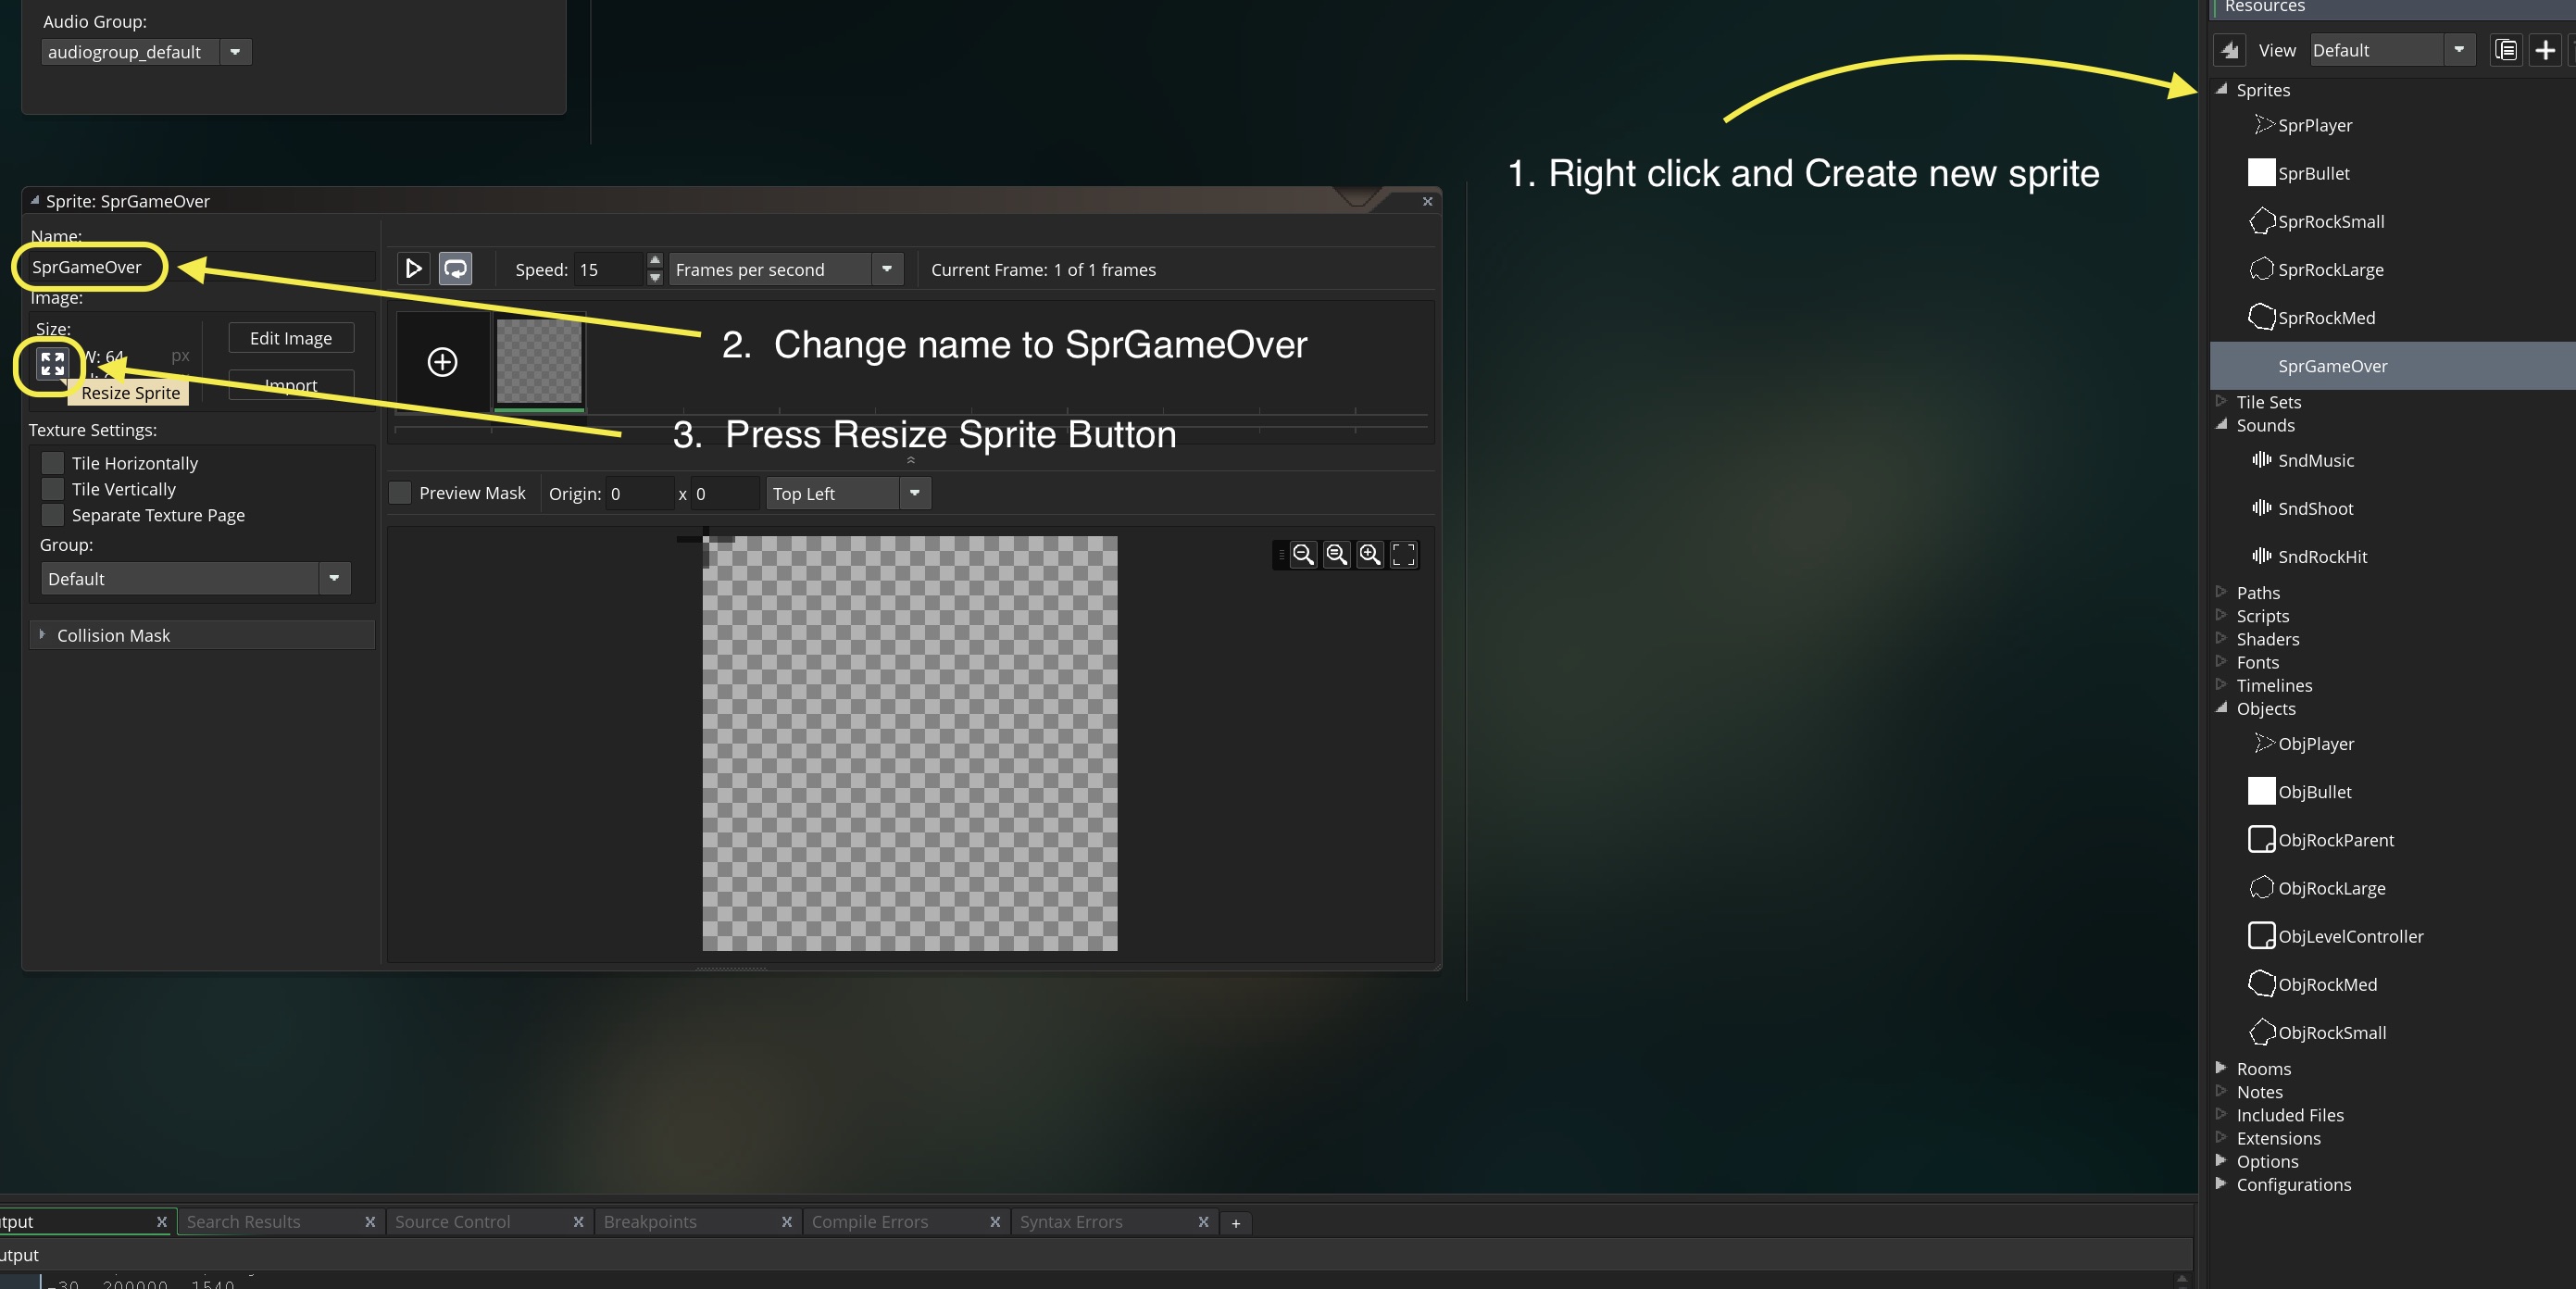 Audio Group:
audiogroup_default
Resources
View Default
1. Right click and Create new sprite
Sprite: SprGameOver
Name:
SprGameOver
Image:
Size:
W: 64 px
Edit Image
Import
Resize Sprite
Texture Settings:
Tile Horizontally
Tile Vertically
Separate Texture Page
Group:
Default
Collision Mask
Speed: 15 Frames per second Current Frame: 1 of 1 frames
2. Change name to SprGameOver
3. Press Resize Sprite Button
Preview Mask Origin: 0 x 0 Top Left
Sprites
SprPlayer
SprBullet
SprRockSmall
SprRockLarge
SprRockMed
SprGameOver
Tile Sets
Sounds
SndMusic
SndShoot
SndRockHit
Paths
Scripts
Shaders
Fonts
Timelines
Objects
ObjPlayer
ObjBullet
ObjRockParent
ObjRockLarge
ObjLevelController
ObjRockMed
ObjRockSmall
Rooms
Notes
Included Files
Extensions
Options
Configurations
tput X Search Results X Source Control X Breakpoints X Compile Errors X Syntax Errors X +
utput